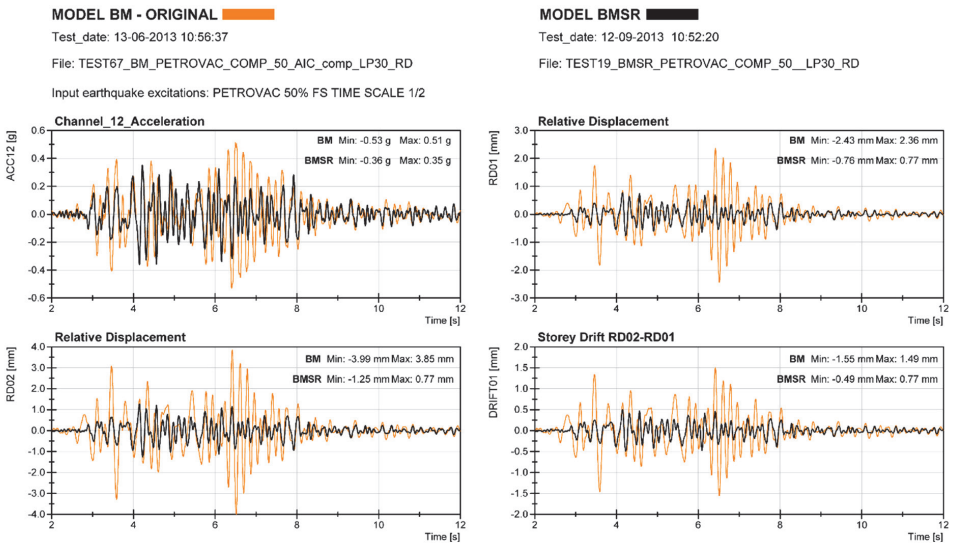 MODEL BM - ORIGINAL
Test_date: 13-06-2013 10:56:37
File: TEST67_BM_PETROVAC_COMP_50_AIC_comp_LP30_RD
Input earthquake excitations: PETROVAC 50% FS TIME SCALE 1/2
MODEL BMSR
Test_date: 12-09-2013 10:52:20
File: TEST19_BMSR_PETROVAC_COMP_50__LP30_RD
Channel_12_Acceleration
BM Min: -0.53 g Max: 0.51 g
BMSR Min: -0.36 g Max: 0.35 g
ACC12 [g]
0.6
0.4
0.2
0.0
-0.2
-0.4
-0.6
2 4 6 8 10 12
Time [s]
Relative Displacement
BM Min: -2.43 mm Max: 2.36 mm
BMSR Min: -0.76 mm Max: 0.77 mm
RD01 [mm]
3.0
2.0
1.0
0.0
-1.0
-2.0
-3.0
2 4 6 8 10 12
Time [s]
Relative Displacement
BM Min: -3.99 mm Max: 3.85 mm
BMSR Min: -1.25 mm Max: 0.77 mm
RD02 [mm]
4.0
3.0
2.0
1.0
0.0
-1.0
-2.0
-3.0
-4.0
2 4 6 8 10 12
Time [s]
Storey Drift RD02-RD01
BM Min: -1.55 mm Max: 1.49 mm
BMSR Min: -0.49 mm Max: 0.77 mm
DRIFT01 [mm]
2.0
1.5
1.0
0.5
0.0
-0.5
-1.0
-1.5
-2.0
2 4 6 8 10 12
Time [s]